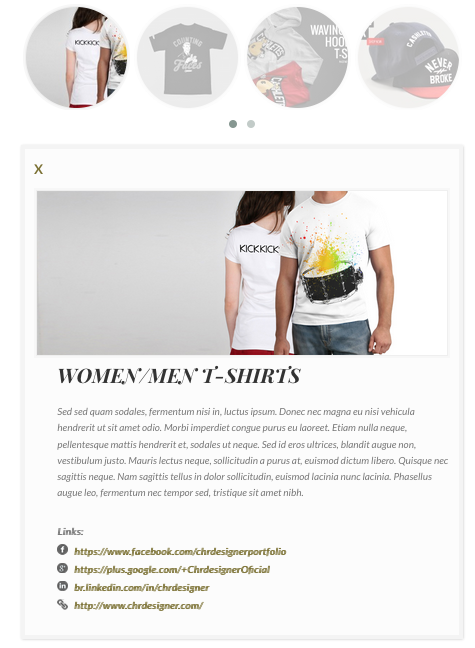 KICKKICK
COUNTING
Faces
WAVING
HOOD
T-S
CASHLETES
NEVER
BROKE
X
KICKKICK
WOMEN/MEN T-SHIRTS
Sed sed quam sodales, fermentum nisi in, luctus ipsum. Donec nec magna eu nisi vehicula
hendrerit ut sit amet odio. Morbi imperdiet congue purus eu laoreet. Etiam nulla neque,
pellentesque mattis hendrerit et, sodales ut neque. Sed id eros ultrices, blandit augue non,
vestibulum justo. Mauris lectus neque, sollicitudin a purus at, euismod dictum libero. Quisque nec
sagittis neque. Nam sagittis tellus in dolor sollicitudin, euismod lacinia nunc lacinia. Phasellus
augue leo, fermentum nec tempor sed, tristique sit amet nibh.
Links:
https://www.facebook.com/chrdesignerportfolio
https://plus.google.com/+ChrdesignerOficial
br.linkedin.com/in/chrdesigner
http://www.chrdesigner.com/